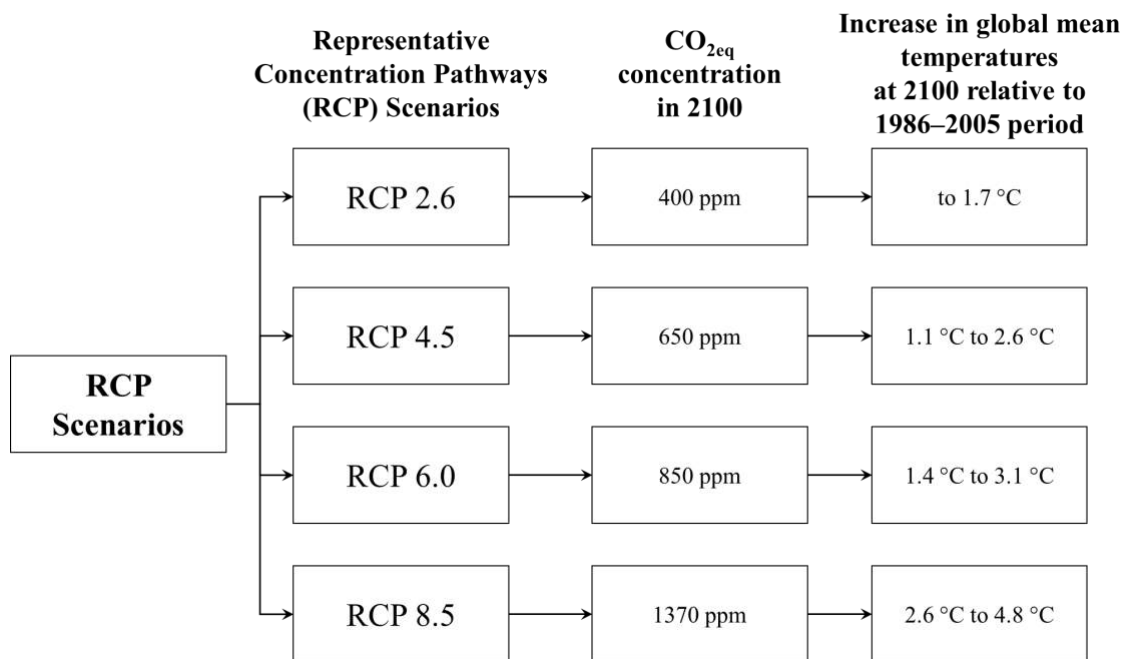 Representative
Concentration Pathways
(RCP) Scenarios
CO2eq
concentration
in 2100
Increase in global mean
temperatures
at 2100 relative to
1986–2005 period
RCP
Scenarios
RCP 2.6
400 ppm
to 1.7 °C
RCP 4.5
650 ppm
1.1 °C to 2.6 °C
RCP 6.0
850 ppm
1.4 °C to 3.1 °C
RCP 8.5
1370 ppm
2.6 °C to 4.8 °C